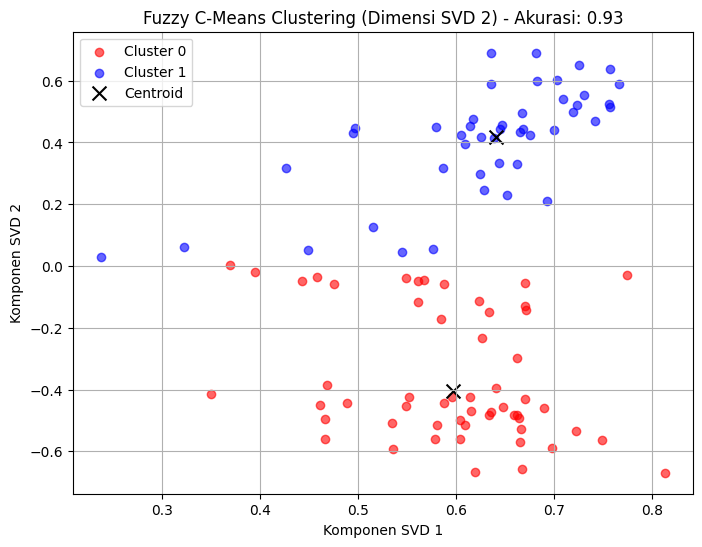 Fuzzy C-Means Clustering (Dimensi SVD 2) - Akurasi: 0.93
Cluster 0
Cluster 1
Centroid
Komponen SVD 2
0.6
0.4
0.2
0.0
−0.2
−0.4
−0.6
0.3 0.4 0.5 0.6 0.7 0.8
Komponen SVD 1